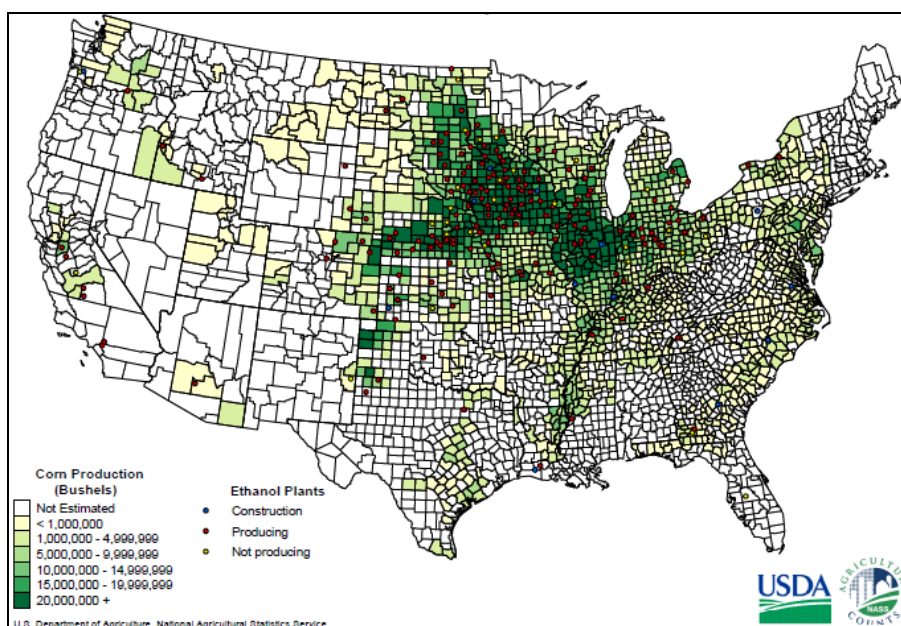 Corn Production
(Bushels)
Not Estimated
< 1,000,000
1,000,000 - 4,999,999
5,000,000 - 9,999,999
10,000,000 - 14,999,999
15,000,000 - 19,999,999
20,000,000 +
Ethanol Plants
Construction
Producing
Not producing
U.S. Department of Agriculture, National Agricultural Statistics Service
USDA
AGRICULTURE
NASS
COUNTS